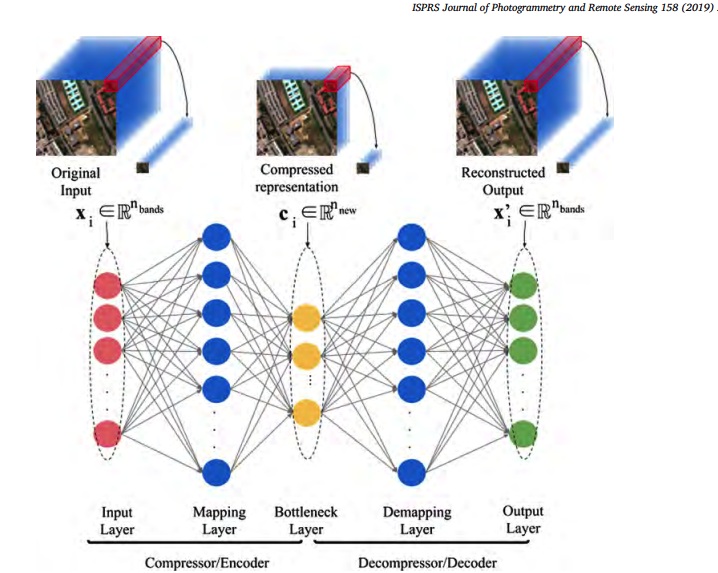 ISPRS Journal of Photogrammetry and Remote Sensing 158 (2019)
Original
Input
Compressed
representation
Reconstructed
Output
xᵢ ∈ ℝⁿbands
cᵢ ∈ ℝⁿnew
x'ᵢ ∈ ℝⁿbands
Input
Layer
Mapping
Layer
Bottleneck
Layer
Demapping
Layer
Output
Layer
Compressor/Encoder
Decompressor/Decoder